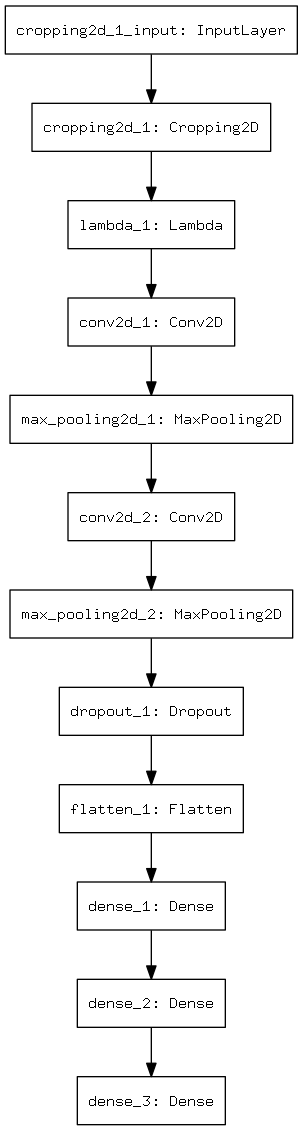 cropping2d_1_input: InputLayer
cropping2d_1: Cropping2D
lambda_1: Lambda
conv2d_1: Conv2D
max_pooling2d_1: MaxPooling2D
conv2d_2: Conv2D
max_pooling2d_2: MaxPooling2D
dropout_1: Dropout
flatten_1: Flatten
dense_1: Dense
dense_2: Dense
dense_3: Dense